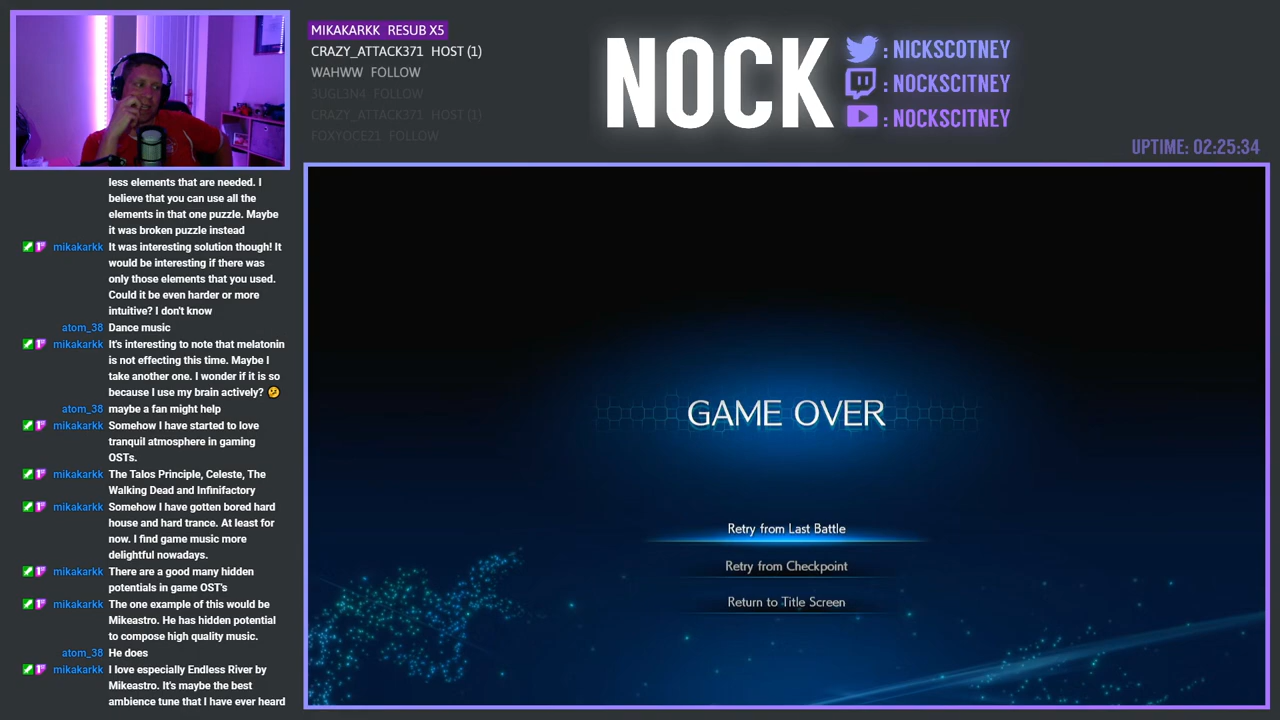 MIKAKARKK RESUB X5
CRAZY_ATTACK371 HOST (1)
WAHWW FOLLOW
3UGL3N4 FOLLOW
CRAZY_ATTACK371 HOST (1)
FOXYOCE21 FOLLOW
NOCK
: NICKSCOTNEY
: NOCKSCITNEY
: NOCKSCITNEY
UPTIME: 02:25:34
less elements that are needed. I
believe that you can use all the
elements in that one puzzle. Maybe
it was broken puzzle instead
mikakarkk It was interesting solution though! It
would be interesting if there was
only those elements that you used.
Could it be even harder or more
intuitive? I don't know
atom_38 Dance music
mikakarkk It's interesting to note that melatonin
is not effecting this time. Maybe I
take another one. I wonder if it is so
because I use my brain actively? 🤔
atom_38 maybe a fan might help
mikakarkk Somehow I have started to love
tranquil atmosphere in gaming
OSTs.
mikakarkk The Talos Principle, Celeste, The
Walking Dead and Infinifactory
mikakarkk Somehow I have gotten bored hard
house and hard trance. At least for
now. I find game music more
delightful nowadays.
mikakarkk There are a good many hidden
potentials in game OST's
mikakarkk The one example of this would be
Mikeastro. He has hidden potential
to compose high quality music.
atom_38 He does
mikakarkk I love especially Endless River by
Mikeastro. It's maybe the best
ambience tune that I have ever heard
GAME OVER
Retry from Last Battle
Retry from Checkpoint
Return to Title Screen